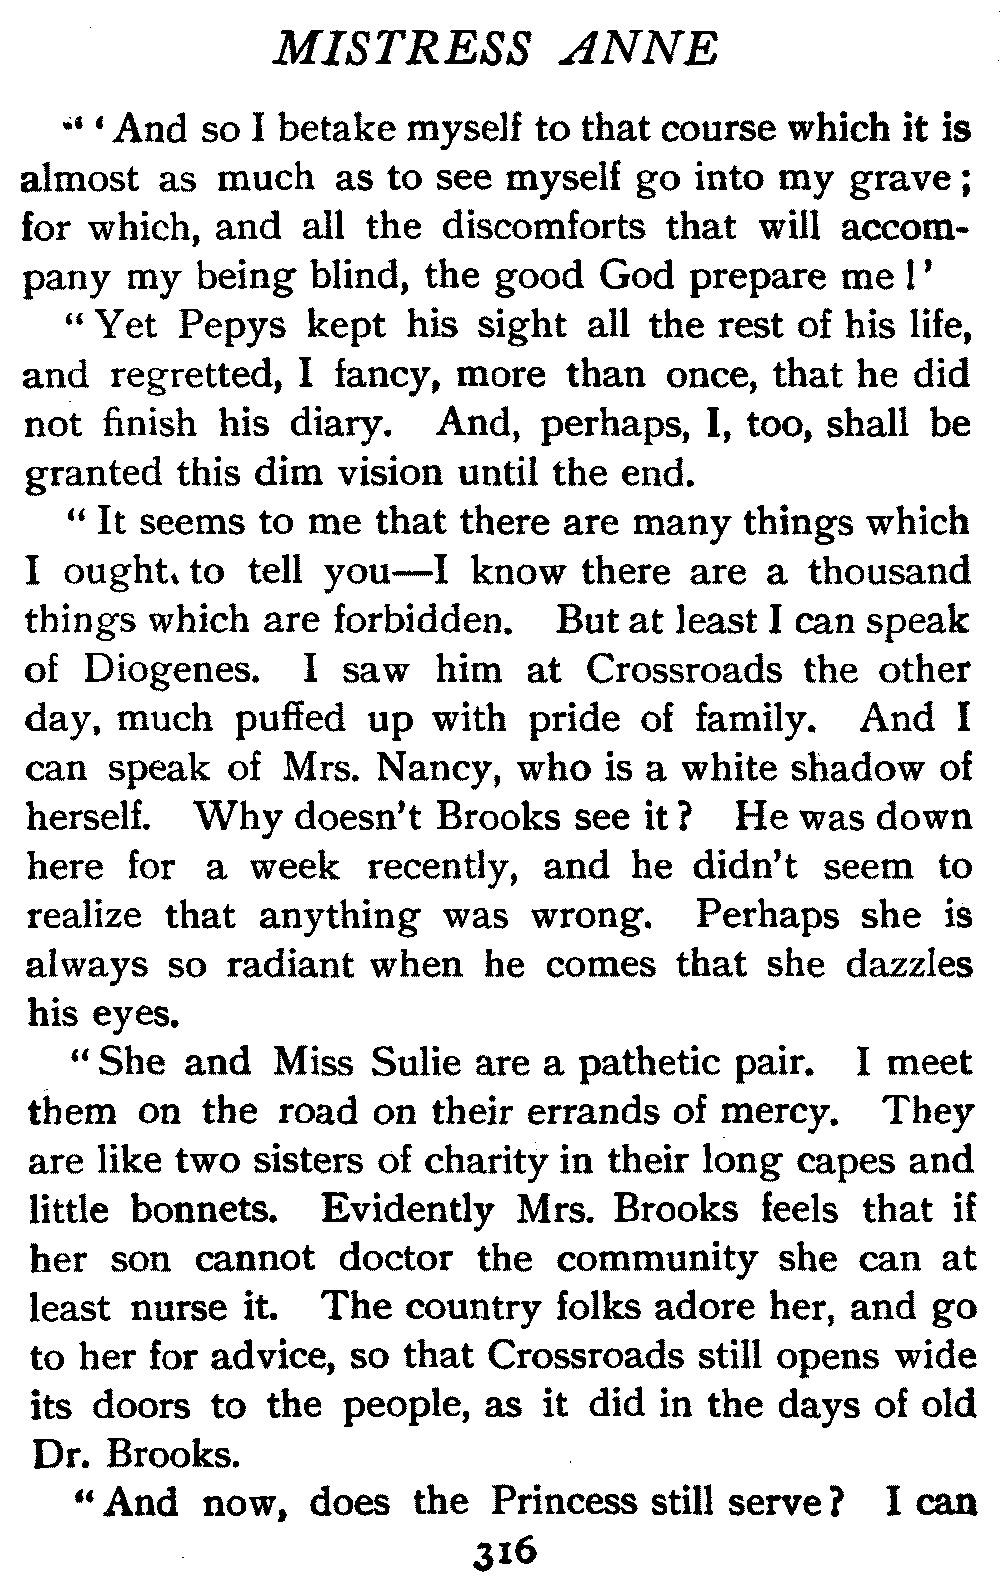 MISTRESS ANNE
"'And so I betake myself to that course which it is
almost as much as to see myself go into my grave;
for which, and all the discomforts that will accom-
pany my being blind, the good God prepare me!'
"Yet Pepys kept his sight all the rest of his life,
and regretted, I fancy, more than once, that he did
not finish his diary. And, perhaps, I, too, shall be
granted this dim vision until the end.
"It seems to me that there are many things which
I ought to tell you—I know there are a thousand
things which are forbidden. But at least I can speak
of Diogenes. I saw him at Crossroads the other
day, much puffed up with pride of family. And I
can speak of Mrs. Nancy, who is a white shadow of
herself. Why doesn't Brooks see it? He was down
here for a week recently, and he didn't seem to
realize that anything was wrong. Perhaps she is
always so radiant when he comes that she dazzles
his eyes.
"She and Miss Sulie are a pathetic pair. I meet
them on the road on their errands of mercy. They
are like two sisters of charity in their long capes and
little bonnets. Evidently Mrs. Brooks feels that if
her son cannot doctor the community she can at
least nurse it. The country folks adore her, and go
to her for advice, so that Crossroads still opens wide
its doors to the people, as it did in the days of old
Dr. Brooks.
"And now, does the Princess still serve? I can
316